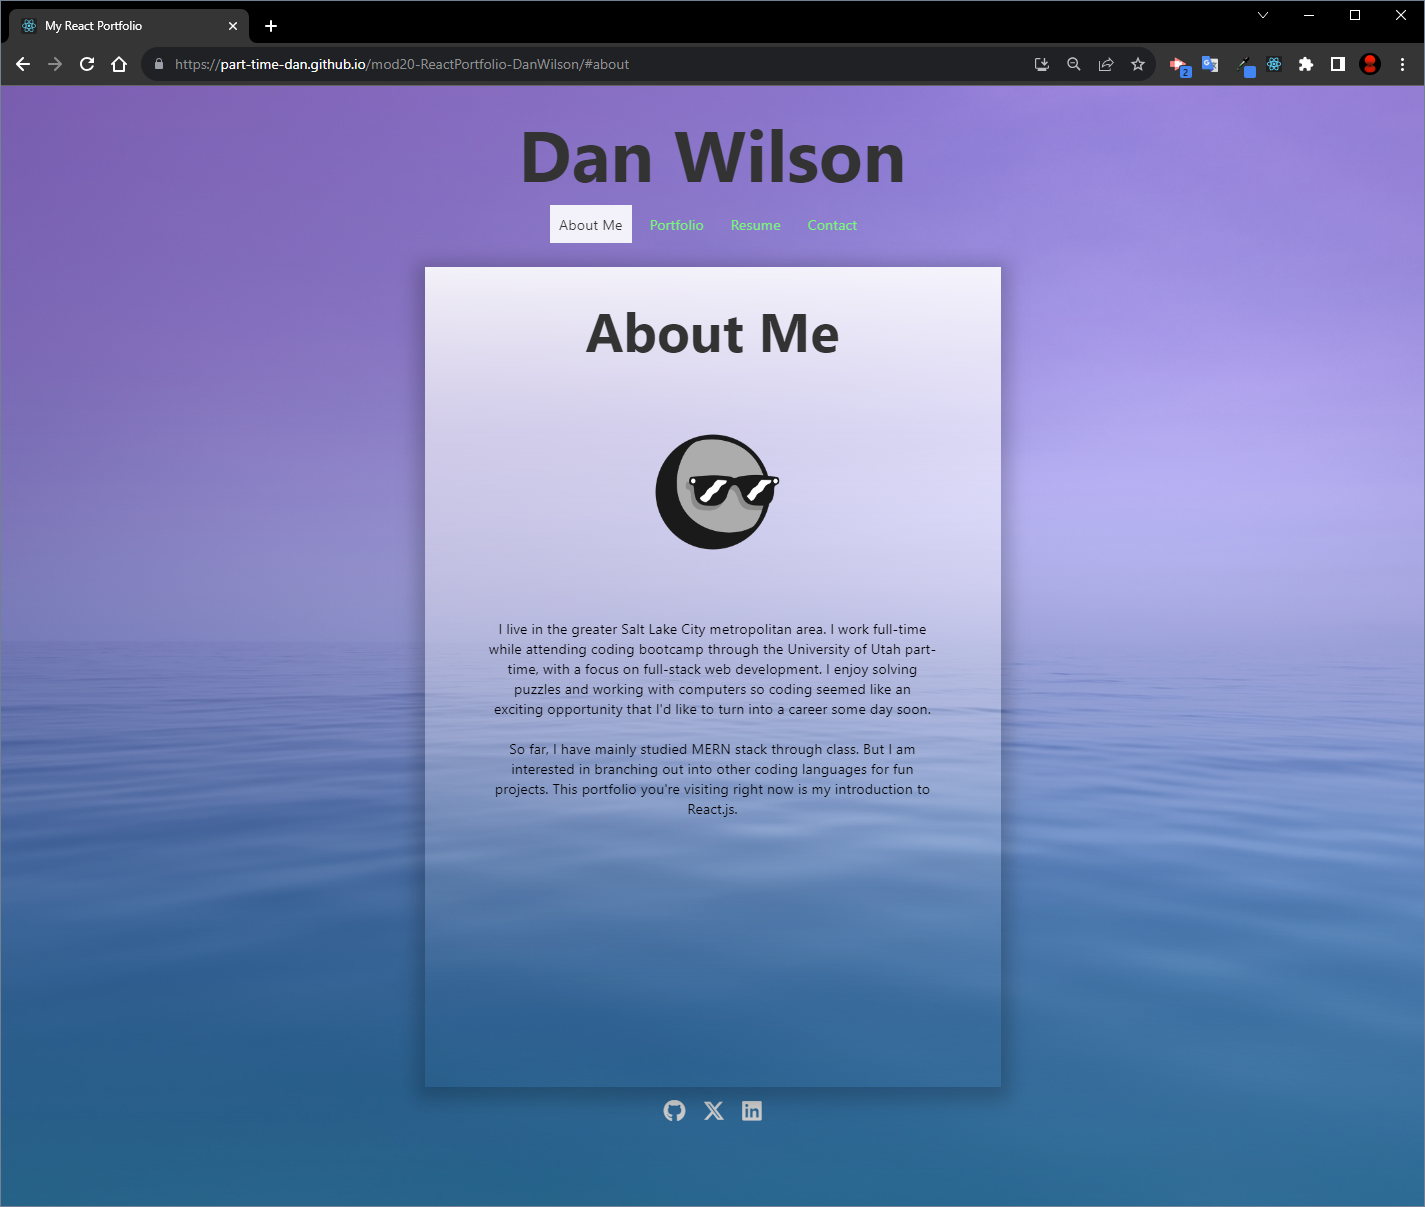 My React Portfolio
https://part-time-dan.github.io/mod20-ReactPortfolio-DanWilson/#about
2
Dan Wilson
About Me Portfolio Resume Contact
About Me
I live in the greater Salt Lake City metropolitan area. I work full-time
while attending coding bootcamp through the University of Utah part-
time, with a focus on full-stack web development. I enjoy solving
puzzles and working with computers so coding seemed like an
exciting opportunity that I'd like to turn into a career some day soon.
So far, I have mainly studied MERN stack through class. But I am
interested in branching out into other coding languages for fun
projects. This portfolio you're visiting right now is my introduction to
React.js.